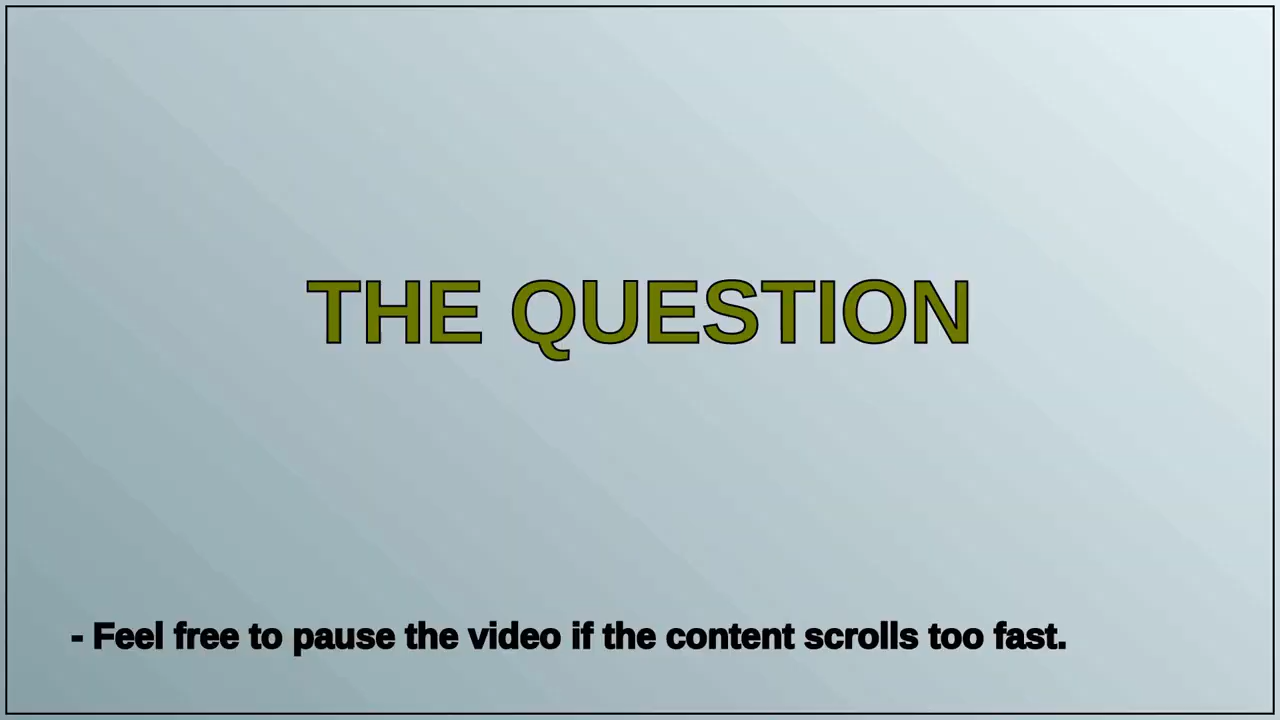 THE QUESTION
- Feel free to pause the video if the content scrolls too fast.